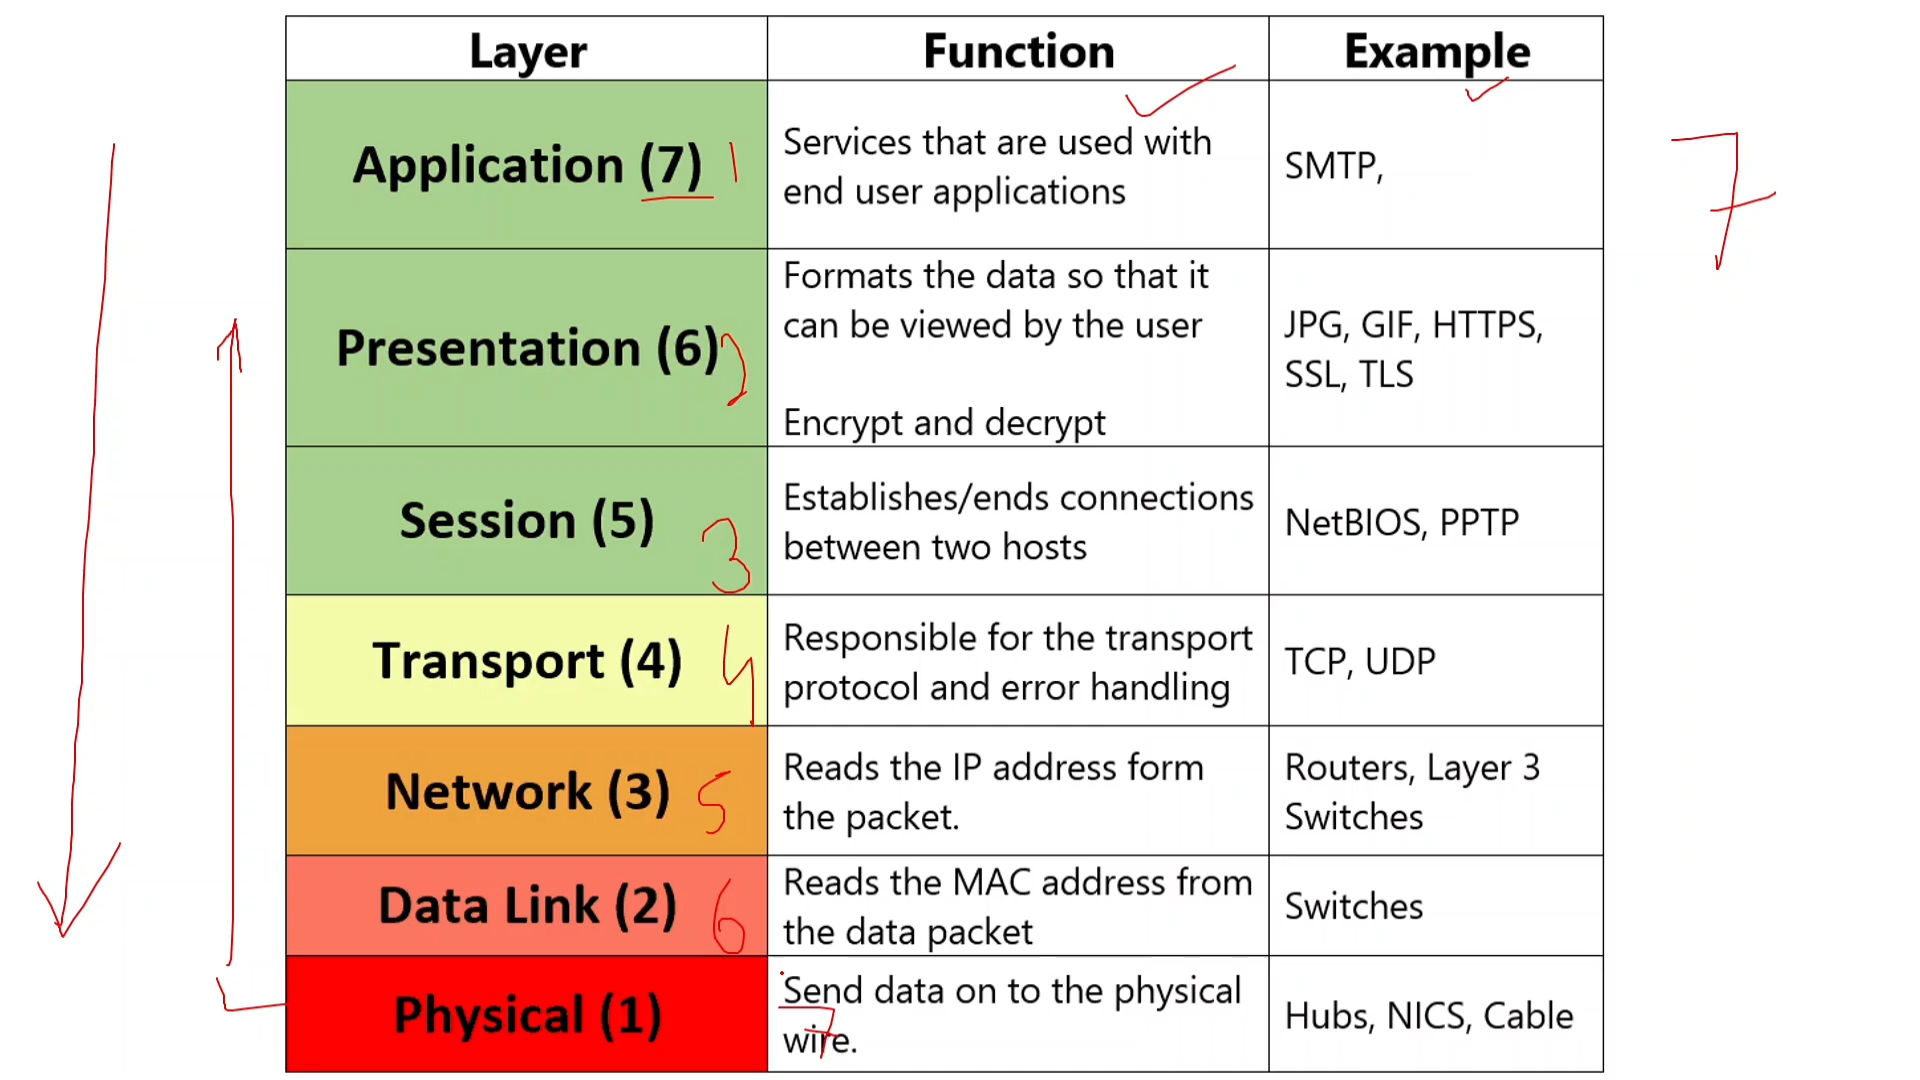 Layer Function Example
Application (7) 1
Services that are used with
end user applications
SMTP,
7
Presentation (6) 2
Formats the data so that it
can be viewed by the user
Encrypt and decrypt
JPG, GIF, HTTPS,
SSL, TLS
Session (5) 3
Establishes/ends connections
between two hosts
NetBIOS, PPTP
Transport (4) 4
Responsible for the transport
protocol and error handling
TCP, UDP
Network (3) 5
Reads the IP address form
the packet.
Routers, Layer 3
Switches
Data Link (2) 6
Reads the MAC address from
the data packet
Switches
Physical (1) 7
Send data on to the physical
wire.
Hubs, NICS, Cable